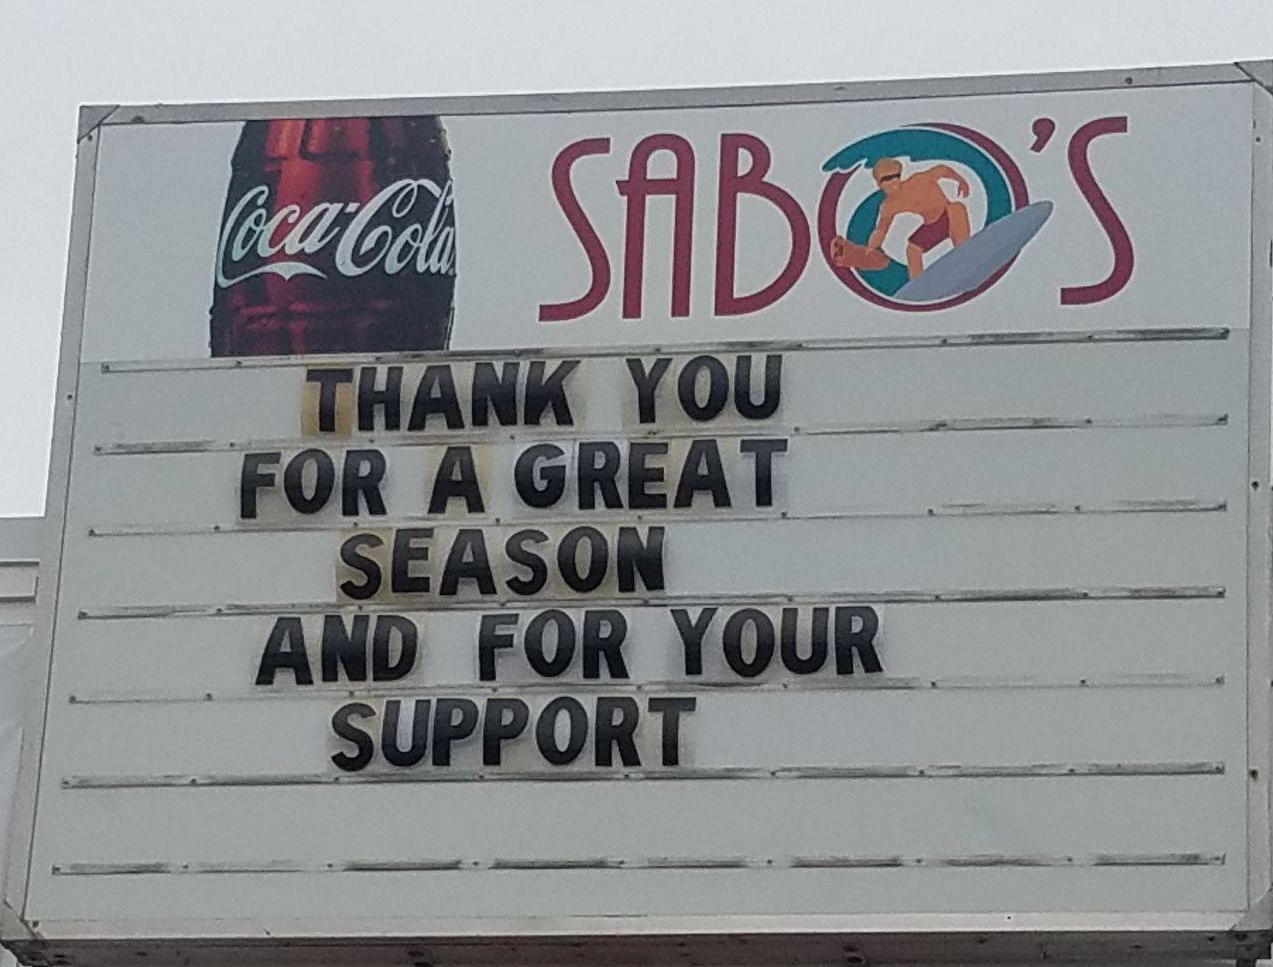 Coca-Cola
SABO'S
THANK YOU
FOR A GREAT
SEASON
AND FOR YOUR
SUPPORT